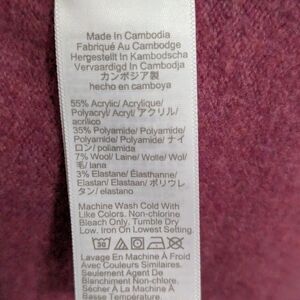 Made In Cambodia
Fabriqué Au Cambodge
Hergestellt In Kambodscha
Vervaardigd In Cambodja
カンボジア製
hecho en camboya
55% Acrylic/ Acrylique/
Polyacryl/ Acryl/ アクリル/
acrílico
35% Polyamide/ Polyamide/
Polyamid/ Polyamide/ ナイ
ロン/ poliamida
7% Wool/ Laine/ Wolle/ Wol/
毛/ lana
3% Elastane/ Élasthanne/
Elastan/ Elastaan/ ポリウレ
タン/ elastano
Machine Wash Cold With
Like Colors. Non-chlorine
Bleach Only. Tumble Dry
Low. Iron On Lowest Setting.
30
Lavage En Machine À Froid
Avec Couleurs Similaires.
Seulement Agent De
Blanchiment Non-chloré.
Sécher À La Machine À
Basse Température.